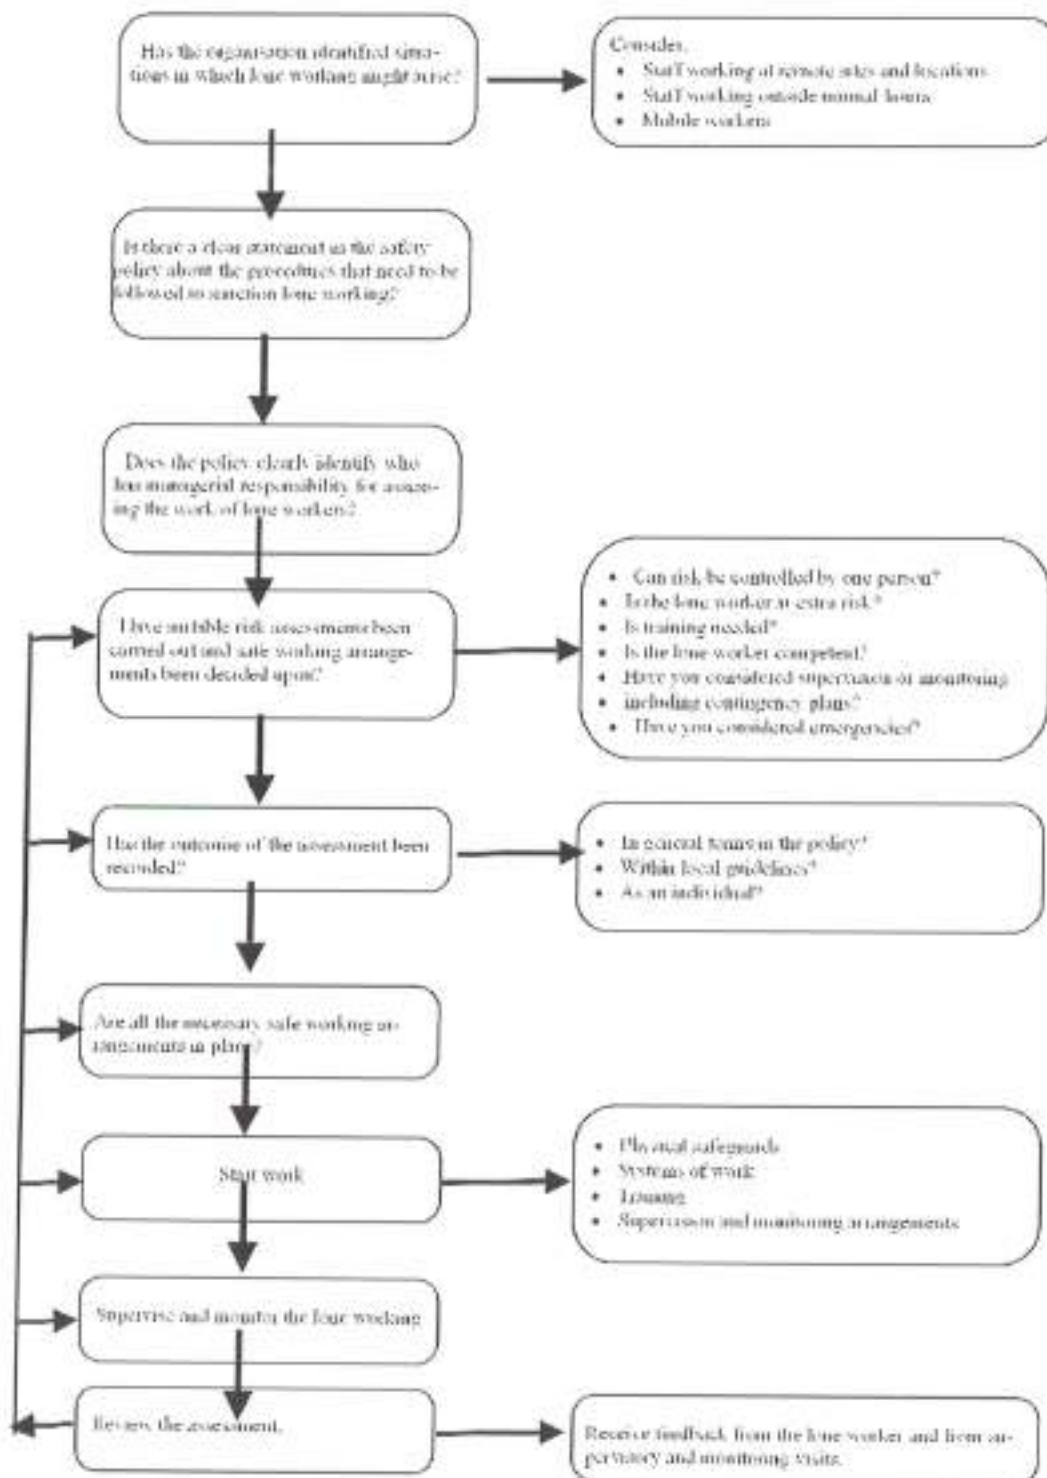 Has the organisation identified situa-
tions in which lone working might arise?
Consider,
• Staff working at remote sites and locations
• Staff working outside normal hours
• Mobile workers
Is there a clear statement in the safety
policy about the procedures that need to be
followed to sanction lone working?
Does the policy clearly identify who
has managerial responsibility for assess-
ing the work of lone workers?
Have suitable risk assessments been
carried out and safe working arrange-
ments been decided upon?
• Can risk be controlled by one person?
• Is the lone worker at extra risk?
• Is training needed?
• Is the lone worker competent?
• Have you considered supervision or monitoring
• including contingency plans?
• Have you considered emergencies?
Has the outcome of the assessment been
recorded?
• In general terms in the policy?
• Within local guidelines?
• As an individual?
Are all the necessary safe working ar-
rangements in place?
Start work
• Physical safeguards
• Systems of work
• Training
• Supervision and monitoring arrangements
Supervise and monitor the lone working
Review the assessment.
Receive feedback from the lone worker and from su-
pervisory and monitoring visits.